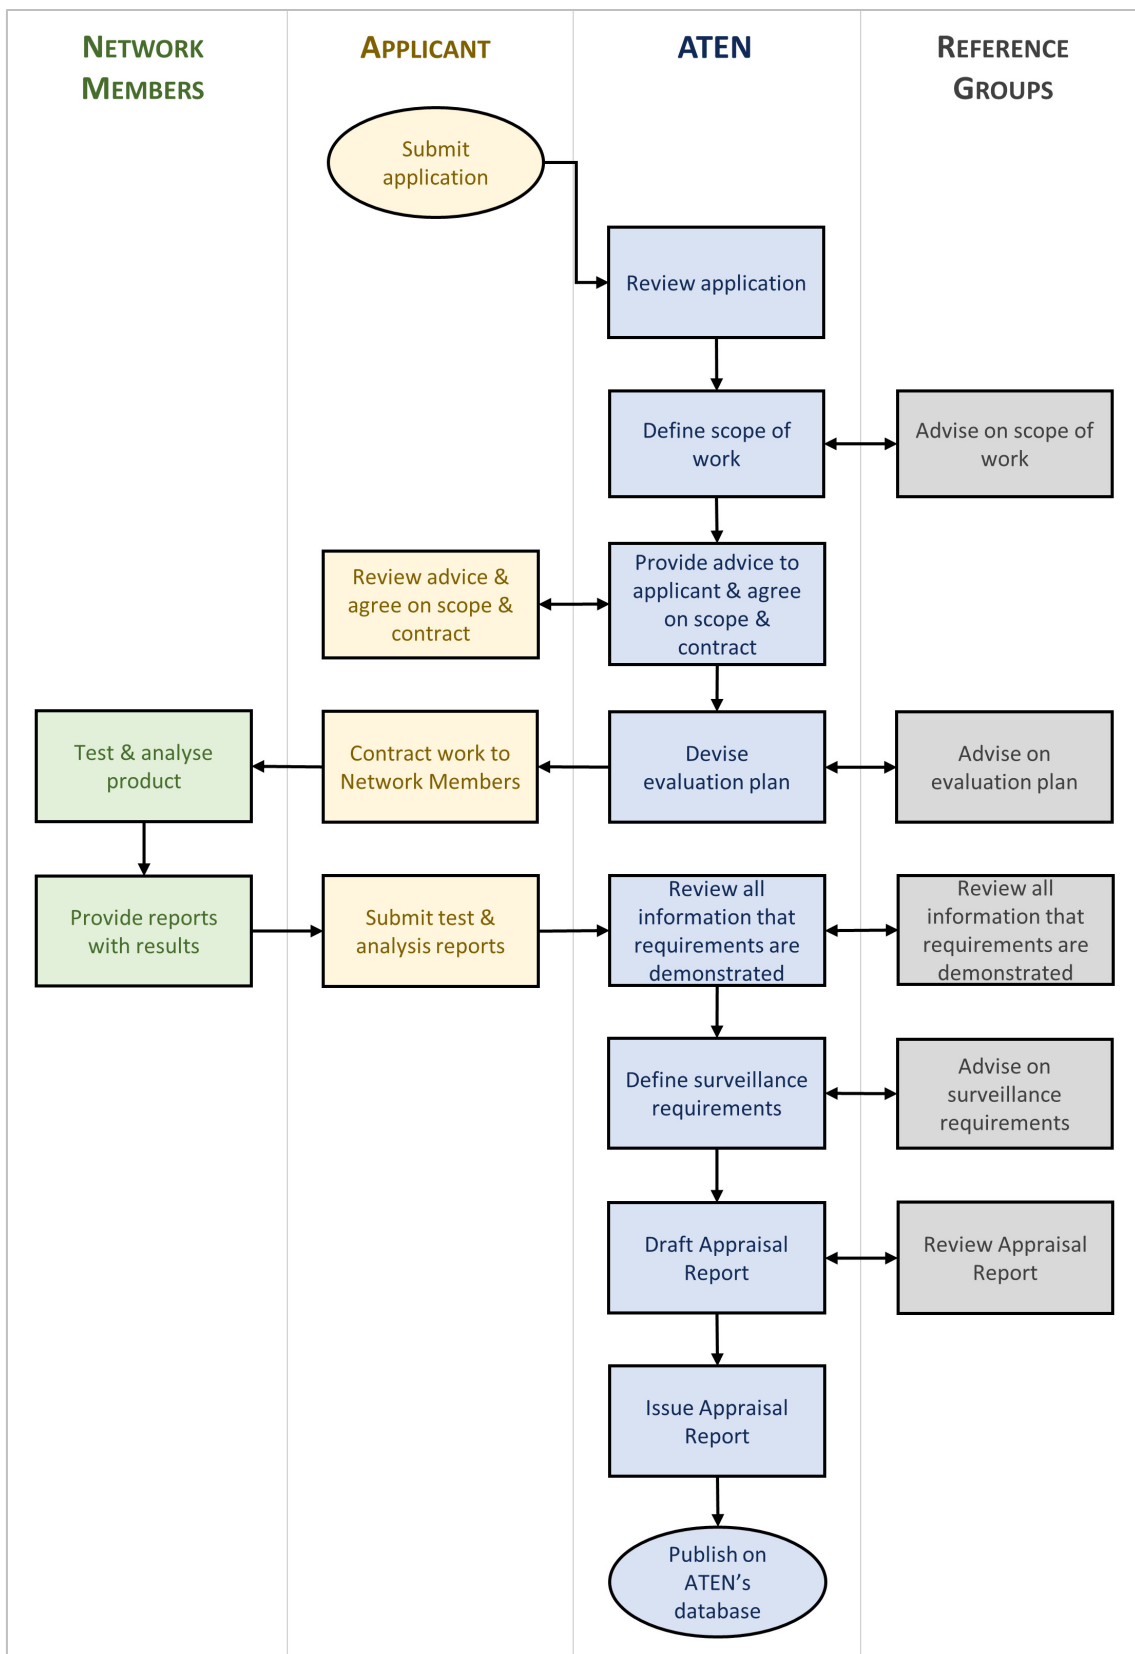 NETWORK
MEMBERS
APPLICANT
ATEN
REFERENCE
GROUPS
Submit
application
Review application
Define scope of
work
Advise on scope of
work
Review advice &
agree on scope &
contract
Provide advice to
applicant & agree
on scope &
contract
Test & analyse
product
Contract work to
Network Members
Devise
evaluation plan
Advise on
evaluation plan
Provide reports
with results
Submit test &
analysis reports
Review all
information that
requirements are
demonstrated
Review all
information that
requirements are
demonstrated
Define surveillance
requirements
Advise on
surveillance
requirements
Draft Appraisal
Report
Review Appraisal
Report
Issue Appraisal
Report
Publish on
ATEN’s
database